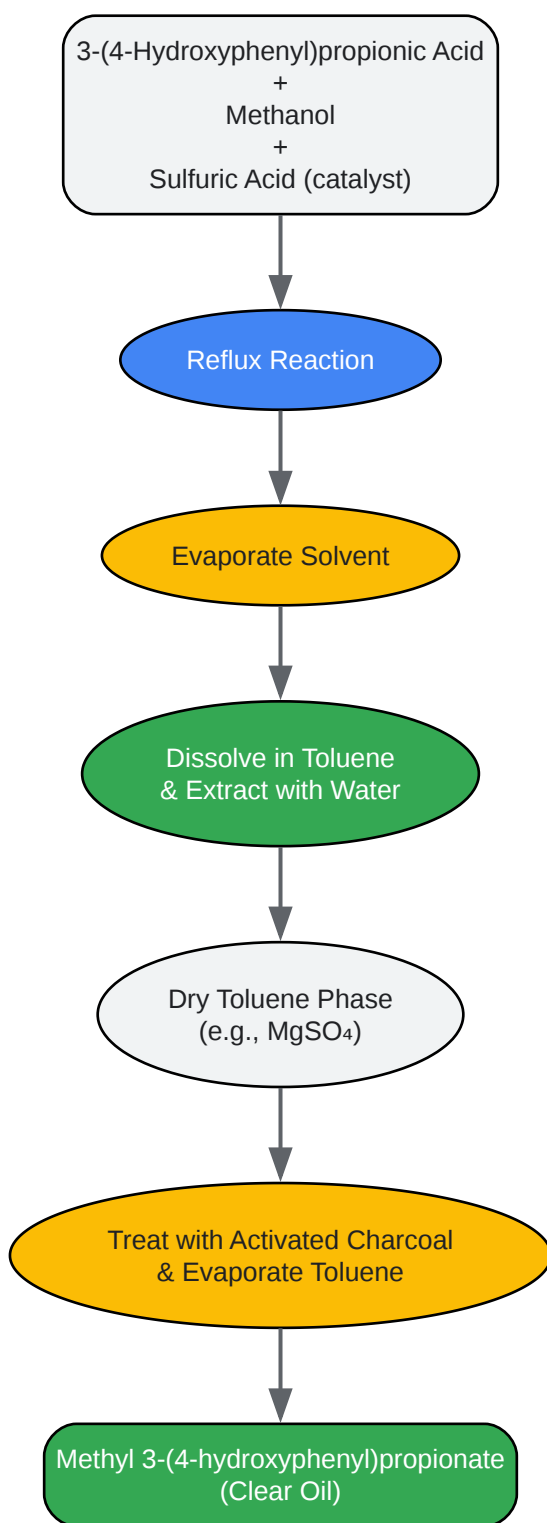 3-(4-Hydroxyphenyl)propionic Acid
+
Methanol
+
Sulfuric Acid (catalyst)
Reflux Reaction
Evaporate Solvent
Dissolve in Toluene
& Extract with Water
Dry Toluene Phase
(e.g., MgSO₄)
Treat with Activated Charcoal
& Evaporate Toluene
Methyl 3-(4-hydroxyphenyl)propionate
(Clear Oil)